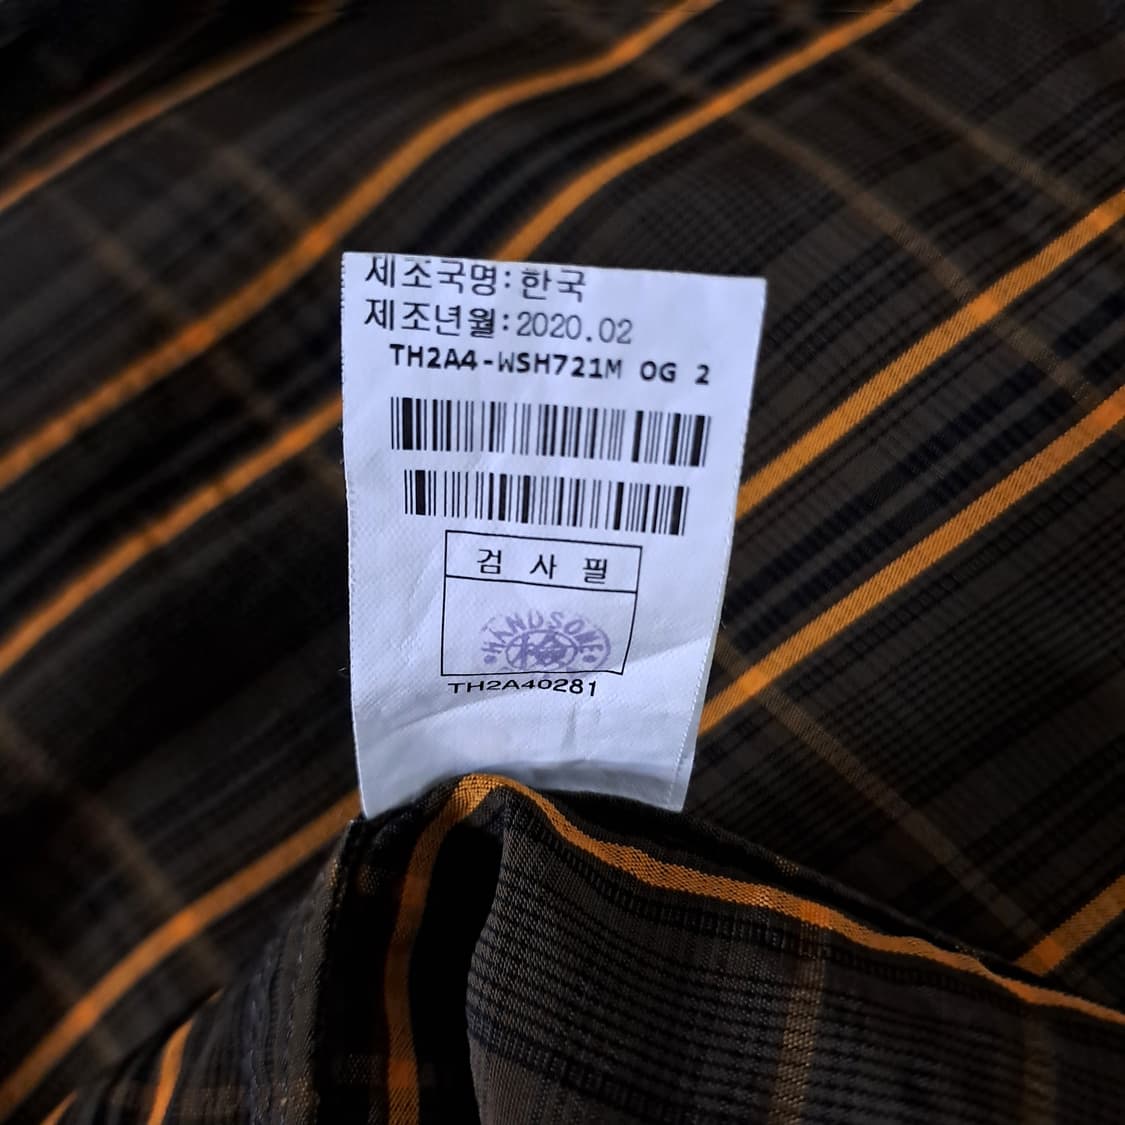 제조국명:한국
제조년월:2020.02
TH2A4-WSH721M OG 2
검 사 필
HANDSOME
檢
TH2A40281